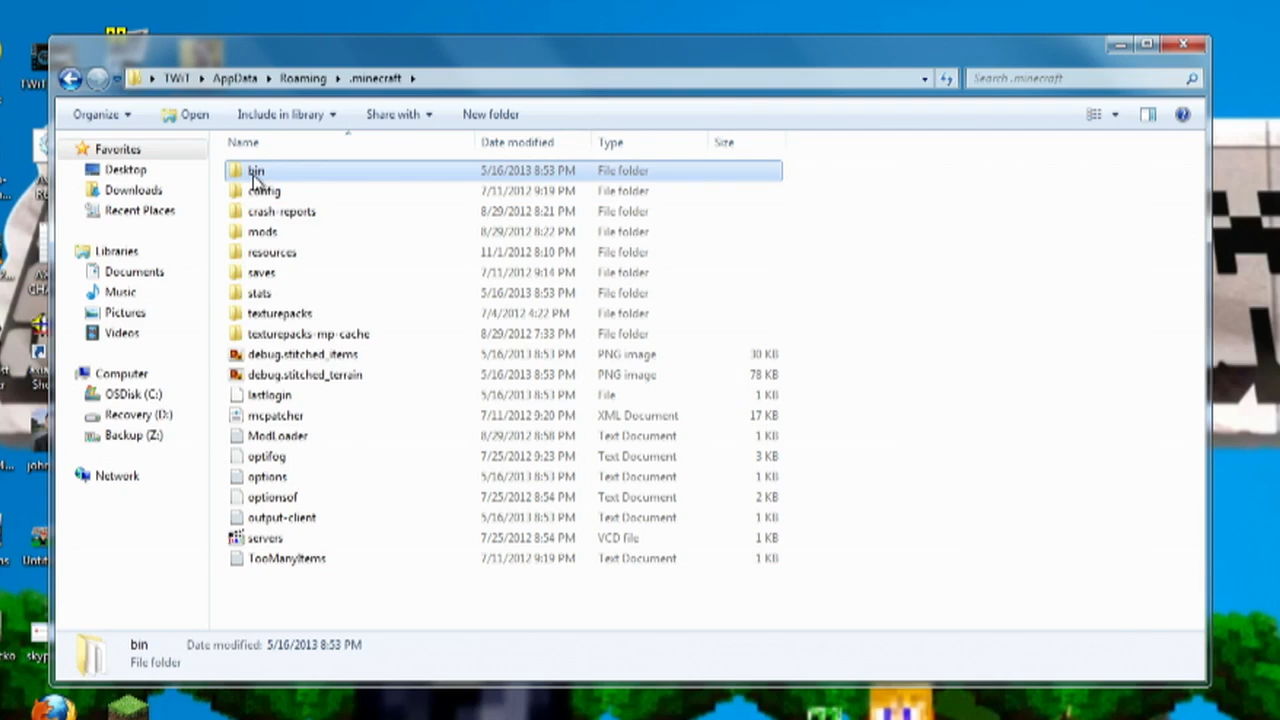 TWiT ▸ AppData ▸ Roaming ▸ .minecraft ▸
Search .minecraft
Organize
Open
Include in library
Share with
New folder
Name Date modified Type Size
Favorites
Desktop
Downloads
Recent Places
Libraries
Documents
Music
Pictures
Videos
Computer
OSDisk (C:)
Recovery (D:)
Backup (Z:)
Network
bin 5/16/2013 8:53 PM File folder
config 7/11/2012 9:19 PM File folder
crash-reports 8/29/2012 8:21 PM File folder
mods 8/29/2012 8:22 PM File folder
resources 11/1/2012 8:10 PM File folder
saves 7/11/2012 9:14 PM File folder
stats 5/16/2013 8:53 PM File folder
texturepacks 7/4/2012 4:22 PM File folder
texturepacks-mp-cache 8/29/2012 7:33 PM File folder
debug.stitched_items 5/16/2013 8:53 PM PNG image 30 KB
debug.stitched_terrain 5/16/2013 8:53 PM PNG image 78 KB
lastlogin 5/16/2013 8:53 PM File 1 KB
mcpatcher 7/11/2012 9:20 PM XML Document 17 KB
ModLoader 8/29/2012 8:58 PM Text Document 1 KB
optifog 7/25/2012 9:23 PM Text Document 3 KB
options 5/16/2013 8:53 PM Text Document 1 KB
optionsof 7/25/2012 8:54 PM Text Document 2 KB
output-client 5/16/2013 8:53 PM Text Document 1 KB
servers 7/25/2012 8:54 PM VCD file 1 KB
TooManyItems 7/11/2012 9:19 PM Text Document 1 KB
bin Date modified: 5/16/2013 8:53 PM
File folder
TWiT
john
Unti
skyp